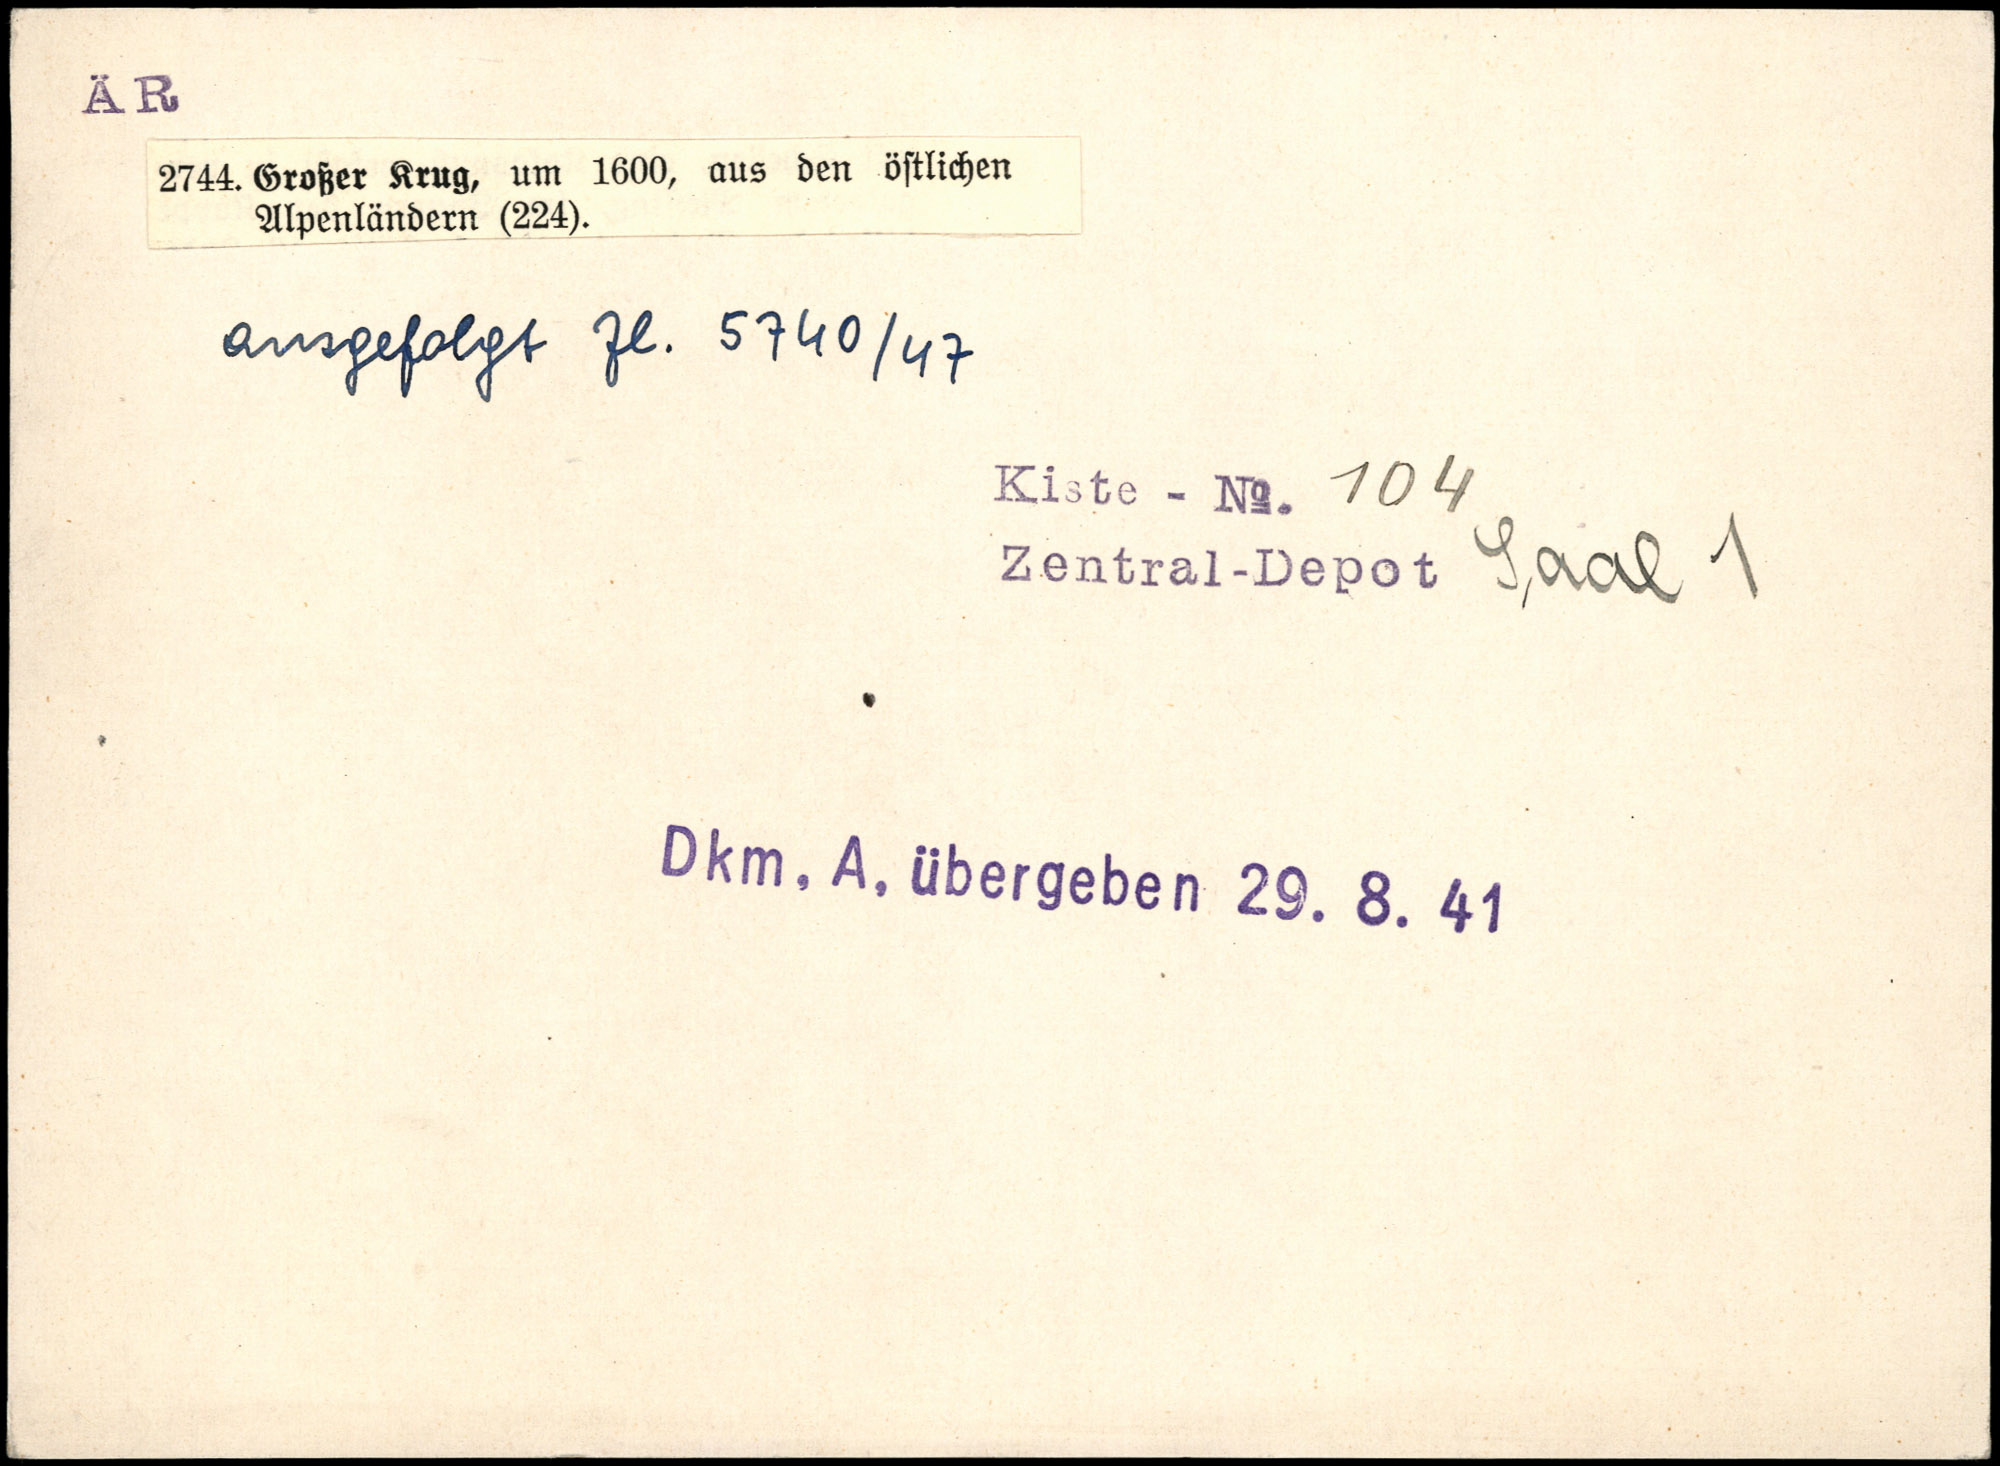 ÄR
2744. Großer Krug, um 1600, aus den östlichen
Alpenländern (224).
ausgefolgt Zl. 5740/47
Kiste - №. 104
Zentral-Depot Saal 1
Dkm. A. übergeben 29. 8. 41